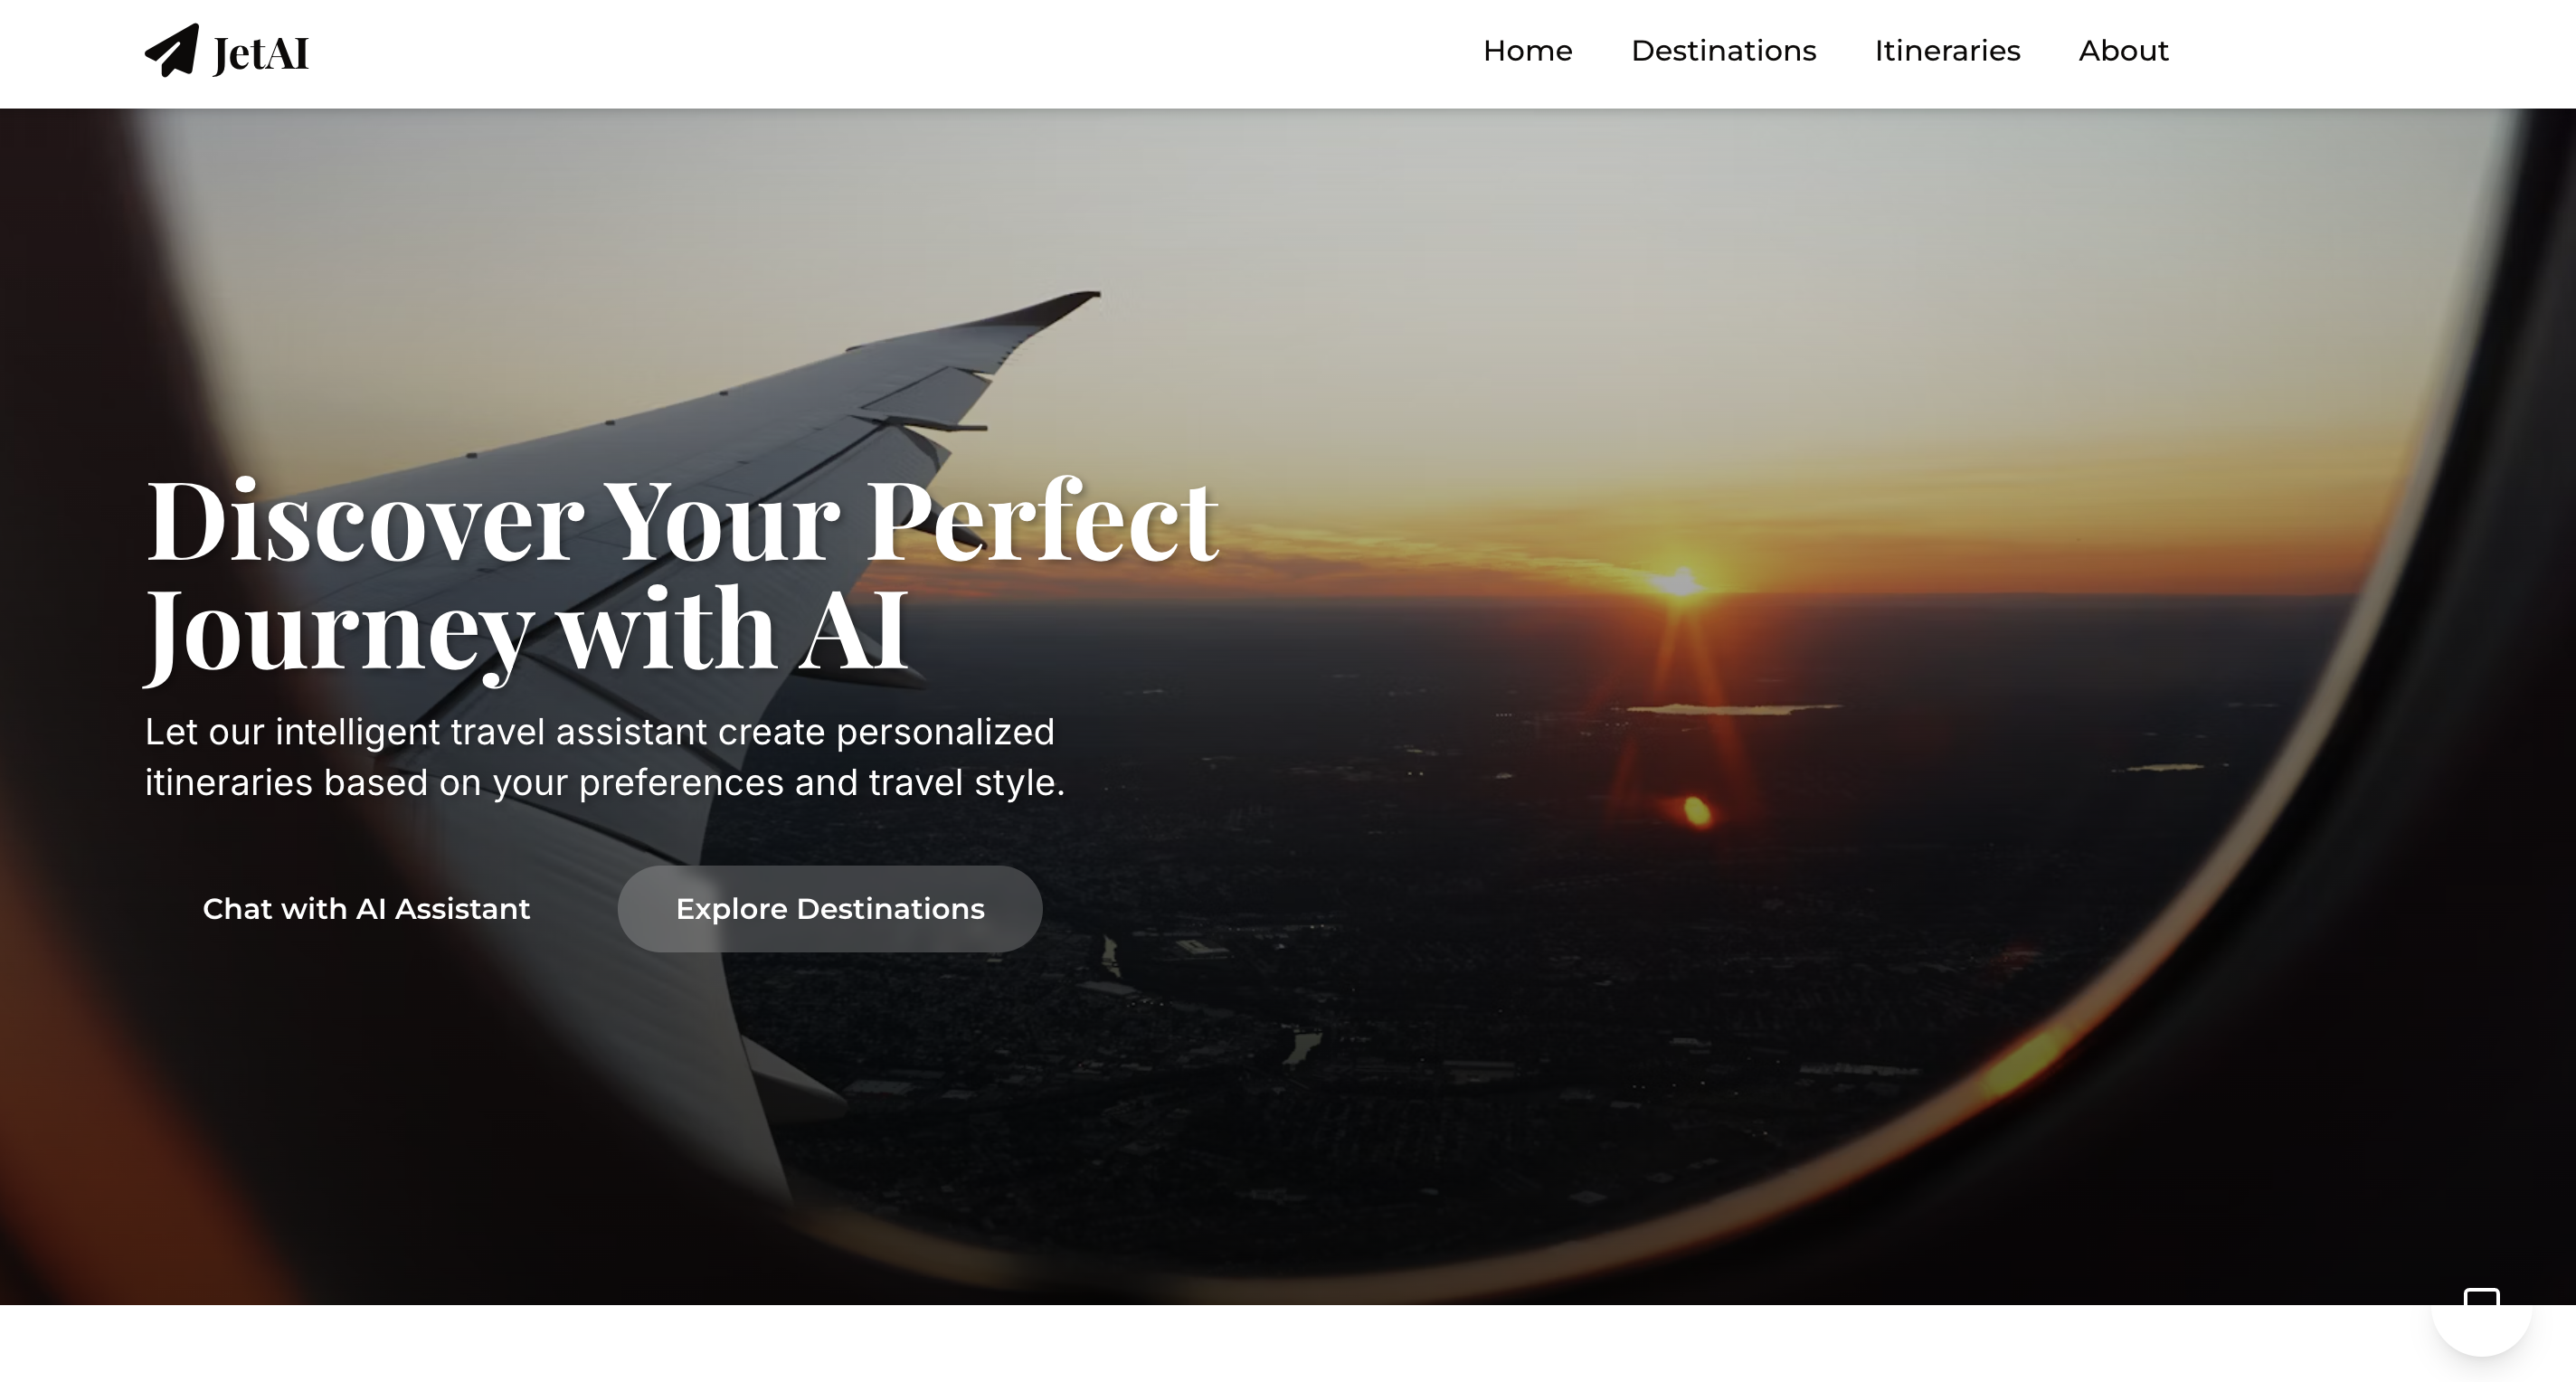 JetAI
Home Destinations Itineraries About
Discover Your Perfect
Journey with AI
Let our intelligent travel assistant create personalized
itineraries based on your preferences and travel style.
Chat with AI Assistant
Explore Destinations